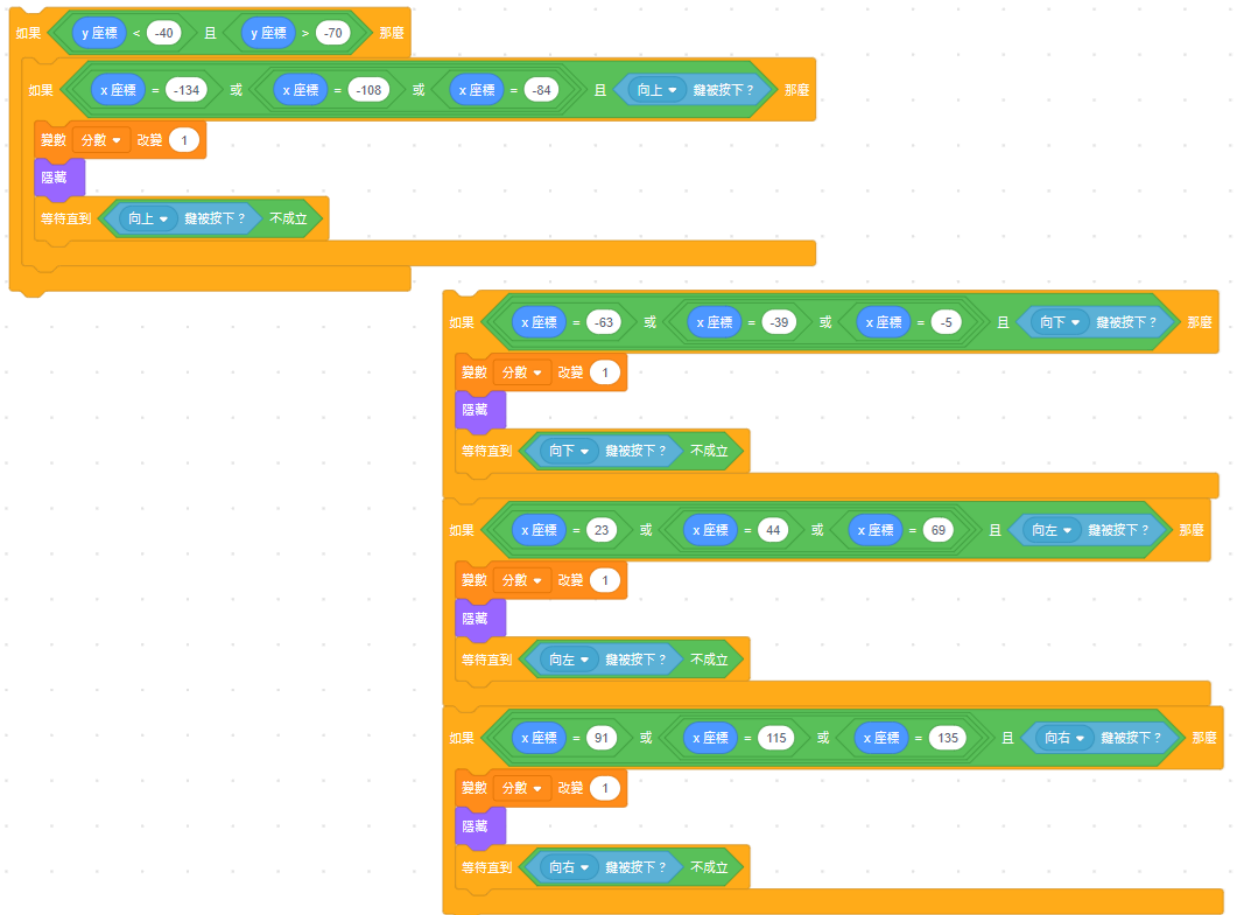 如果 y 座標 < -40 且 y 座標 > -70 那麼
如果 x 座標 = -134 或 x 座標 = -108 或 x 座標 = -84 且 向上 鍵被按下？ 那麼
變數 分數 改變 1
隱藏
等待直到 向上 鍵被按下？ 不成立
如果 x 座標 = -63 或 x 座標 = -39 或 x 座標 = -5 且 向下 鍵被按下？ 那麼
變數 分數 改變 1
隱藏
等待直到 向下 鍵被按下？ 不成立
如果 x 座標 = 23 或 x 座標 = 44 或 x 座標 = 69 且 向左 鍵被按下？ 那麼
變數 分數 改變 1
隱藏
等待直到 向左 鍵被按下？ 不成立
如果 x 座標 = 91 或 x 座標 = 115 或 x 座標 = 135 且 向右 鍵被按下？ 那麼
變數 分數 改變 1
隱藏
等待直到 向右 鍵被按下？ 不成立